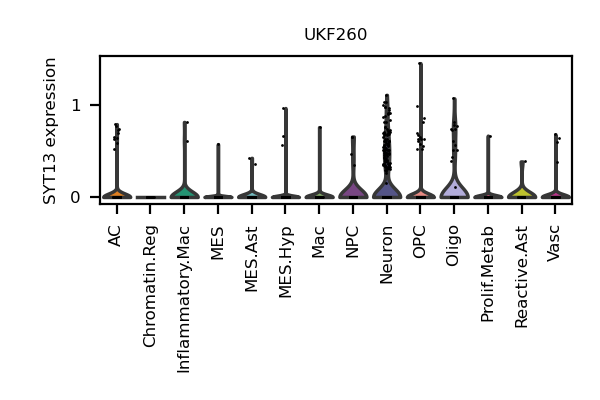 UKF260
SYT13 expression
1
0
AC
Chromatin.Reg
Inflammatory.Mac
MES
MES.Ast
MES.Hyp
Mac
NPC
Neuron
OPC
Oligo
Prolif.Metab
Reactive.Ast
Vasc